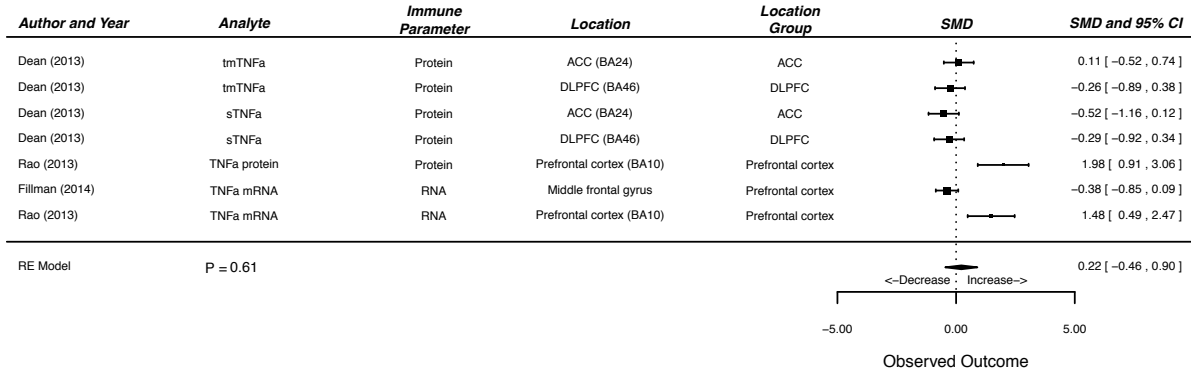 Author and Year Analyte Immune Parameter Location Location Group SMD SMD and 95% CI
Dean (2013) tmTNFa Protein ACC (BA24) ACC 0.11 [ −0.52 , 0.74 ]
Dean (2013) tmTNFa Protein DLPFC (BA46) DLPFC −0.26 [ −0.89 , 0.38 ]
Dean (2013) sTNFa Protein ACC (BA24) ACC −0.52 [ −1.16 , 0.12 ]
Dean (2013) sTNFa Protein DLPFC (BA46) DLPFC −0.29 [ −0.92 , 0.34 ]
Rao (2013) TNFa protein Protein Prefrontal cortex (BA10) Prefrontal cortex 1.98 [ 0.91 , 3.06 ]
Fillman (2014) TNFa mRNA RNA Middle frontal gyrus Prefrontal cortex −0.38 [ −0.85 , 0.09 ]
Rao (2013) TNFa mRNA RNA Prefrontal cortex (BA10) Prefrontal cortex 1.48 [ 0.49 , 2.47 ]
RE Model P = 0.61 0.22 [ −0.46 , 0.90 ]
<−Decrease Increase−>
−5.00 0.00 5.00
Observed Outcome